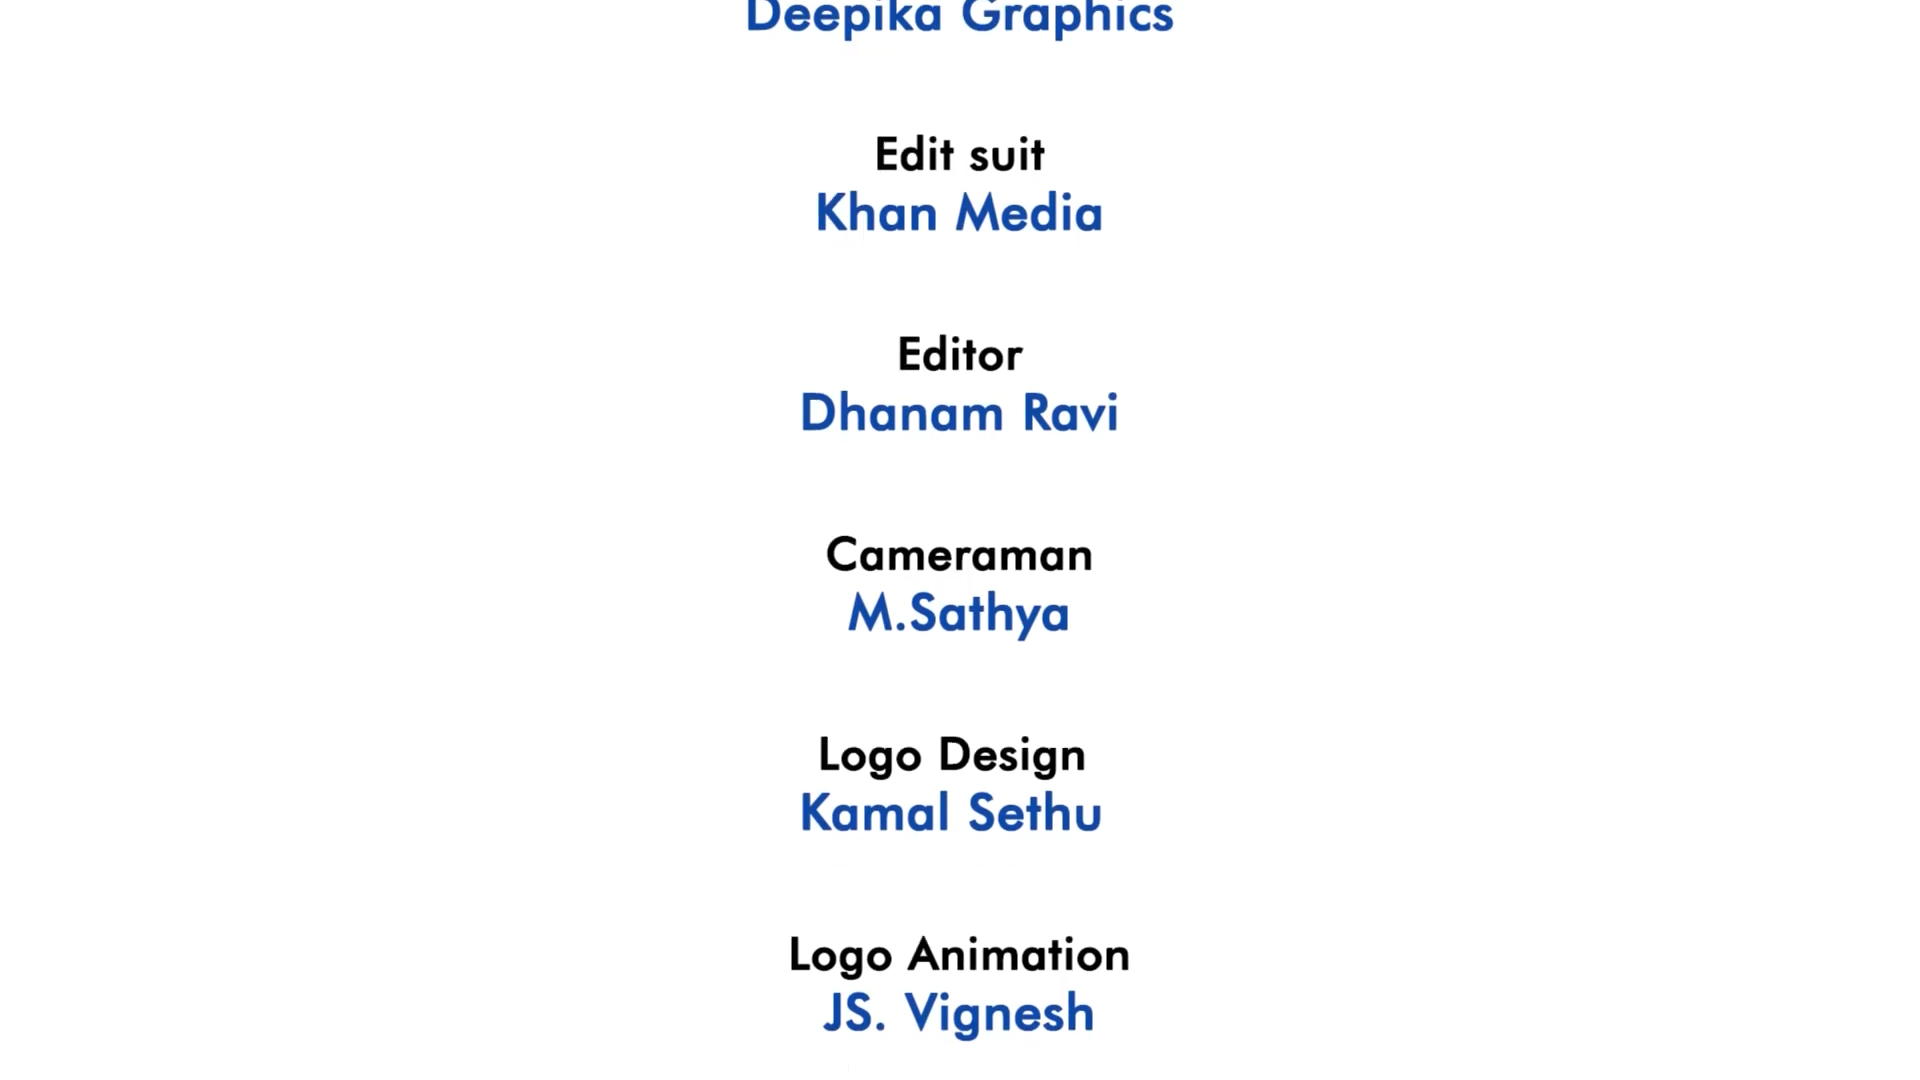 Deepika Graphics
Edit suit
Khan Media
Editor
Dhanam Ravi
Cameraman
M.Sathya
Logo Design
Kamal Sethu
Logo Animation
JS. Vignesh